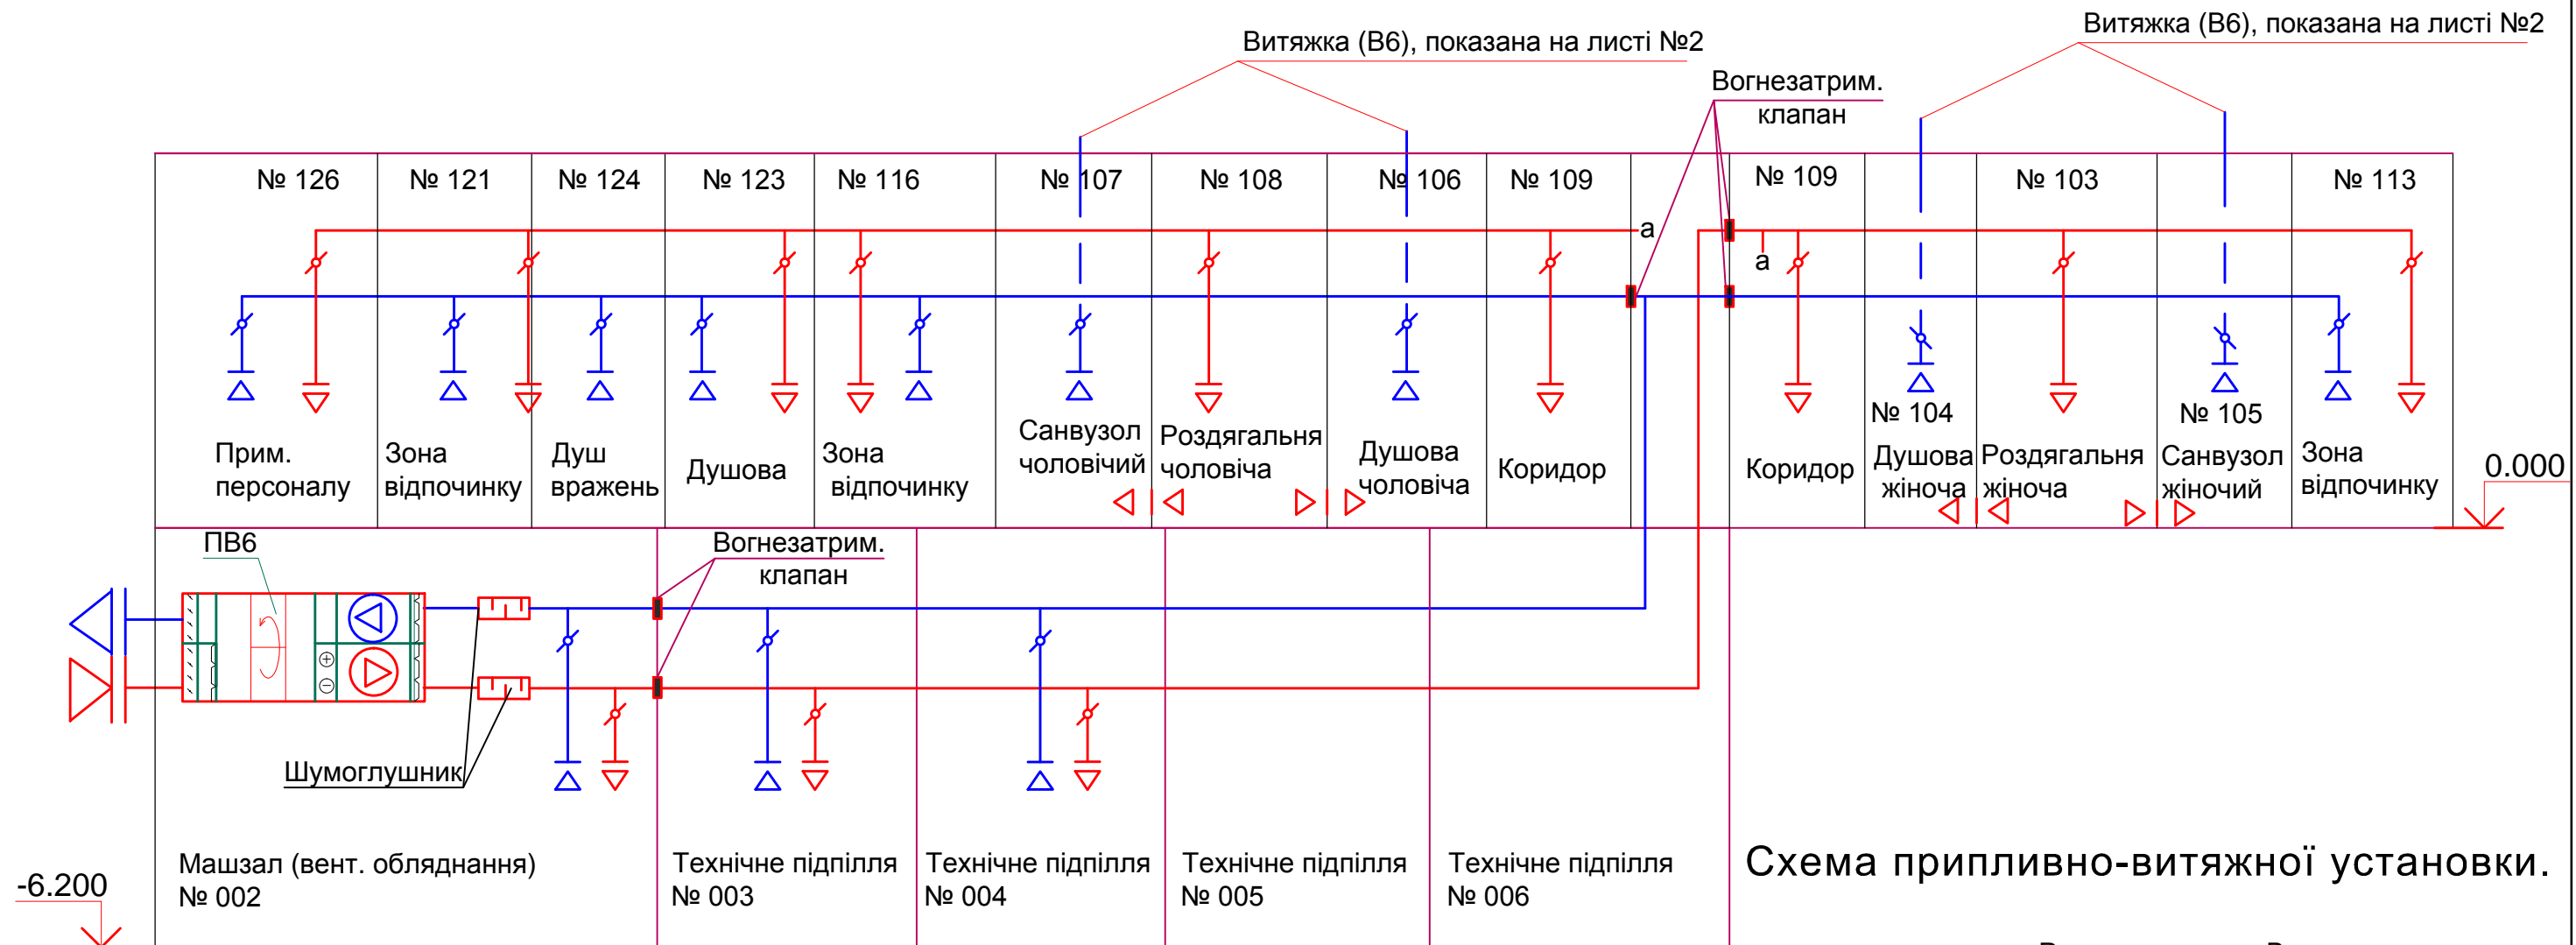 Витяжка (В6), показана на листі №2
Витяжка (В6), показана на листі №2
Вогнезатрим.
клапан
№ 126
№ 121
№ 124
№ 123
№ 116
№ 107
№ 108
№ 106
№ 109
№ 109
№ 103
№ 113
а
а
№ 104
№ 105
Прим.
персоналу
Зона
відпочинку
Душ
вражень
Душова
Зона
відпочинку
Санвузол
чоловічий
Роздягальня
чоловіча
Душова
чоловіча
Коридор
Коридор
Душова
жіноча
Роздягальня
жіноча
Санвузол
жіночий
Зона
відпочинку
0.000
ПВ6
Вогнезатрим.
клапан
Шумоглушник
Машзал (вент. обляднання)
№ 002
Технічне підпілля
№ 003
Технічне підпілля
№ 004
Технічне підпілля
№ 005
Технічне підпілля
№ 006
Схема припливно-витяжної установки.
-6.200